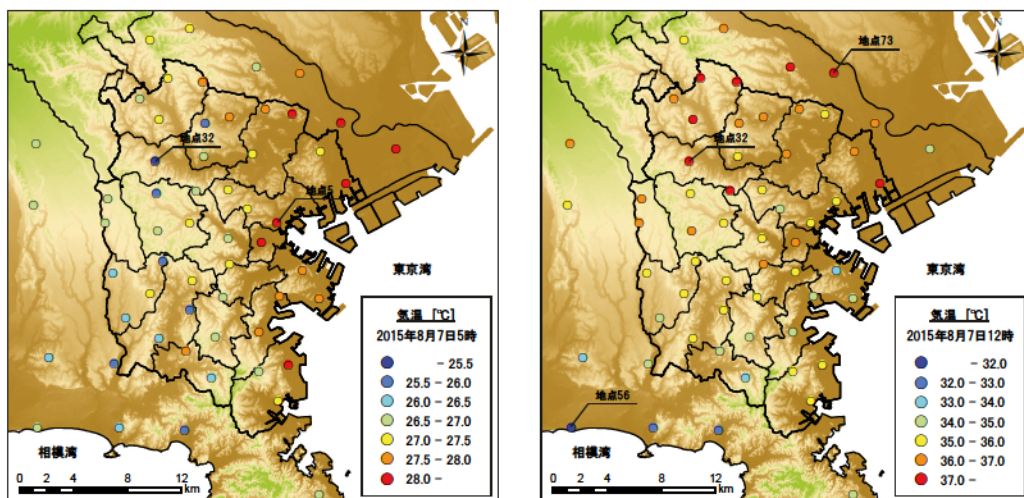 N
地点32
地点5
東京湾
気温 [℃]
2015年8月7日5時
- 25.5
25.5 - 26.0
26.0 - 26.5
26.5 - 27.0
27.0 - 27.5
27.5 - 28.0
28.0 -
相模湾
0 2 4 8 12
km
N
地点73
地点32
東京湾
気温 [℃]
2015年8月7日12時
- 32.0
32.0 - 33.0
33.0 - 34.0
34.0 - 35.0
35.0 - 36.0
36.0 - 37.0
37.0 -
地点56
相模湾
0 2 4 8 12
km